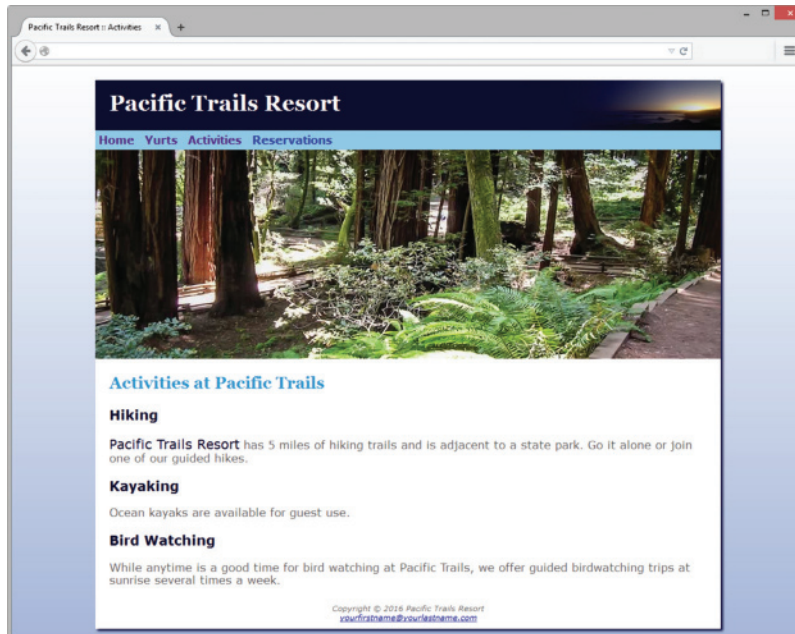 Pacific Trails Resort :: Activities
Pacific Trails Resort
Home Yurts Activities Reservations
Activities at Pacific Trails
Hiking
Pacific Trails Resort has 5 miles of hiking trails and is adjacent to a state park. Go it alone or join
one of our guided hikes.
Kayaking
Ocean kayaks are available for guest use.
Bird Watching
While anytime is a good time for bird watching at Pacific Trails, we offer guided birdwatching trips at
sunrise several times a week.
Copyright © 2016 Pacific Trails Resort
yourfirstname@yourlastname.com